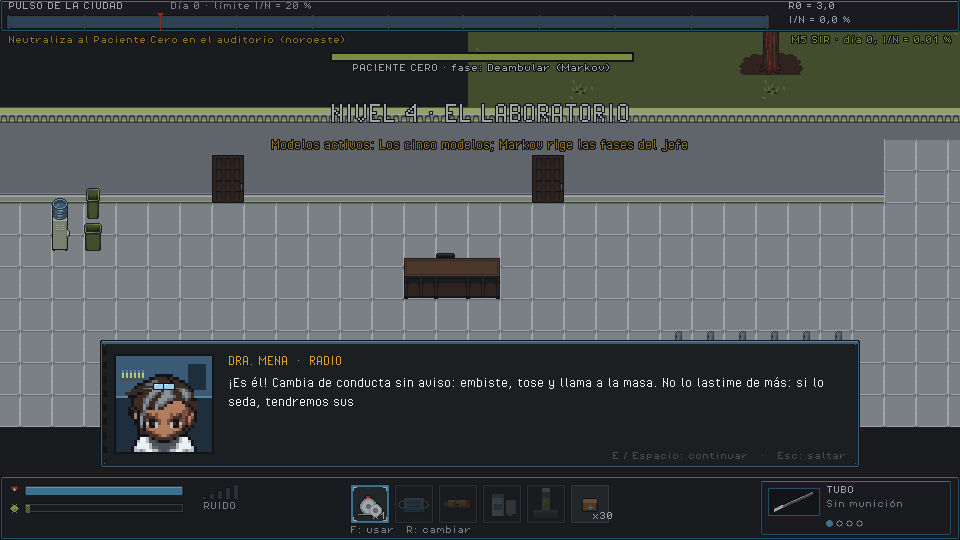 PULSO DE LA CIUDAD
Día 0 · límite I/N = 20 %
R0 = 3,0
I/N = 0,0 %
Neutraliza al Paciente Cero en el auditorio (noroeste)
M5 SIR · día 0, I/N = 0.01 %
PACIENTE CERO · fase: Deambular (Markov)
NIVEL 4 · EL LABORATORIO
Modelos activos: Los cinco modelos; Markov rige las fases del jefe
DRA. MENA · RADIO
¡Es él! Cambia de conducta sin aviso: embiste, tose y llama a la masa. No lo lastime de más: si lo
seda, tendremos sus
E / Espacio: continuar · Esc: saltar
RUIDO
x1
x30
F: usar R: cambiar
TUBO
Sin munición